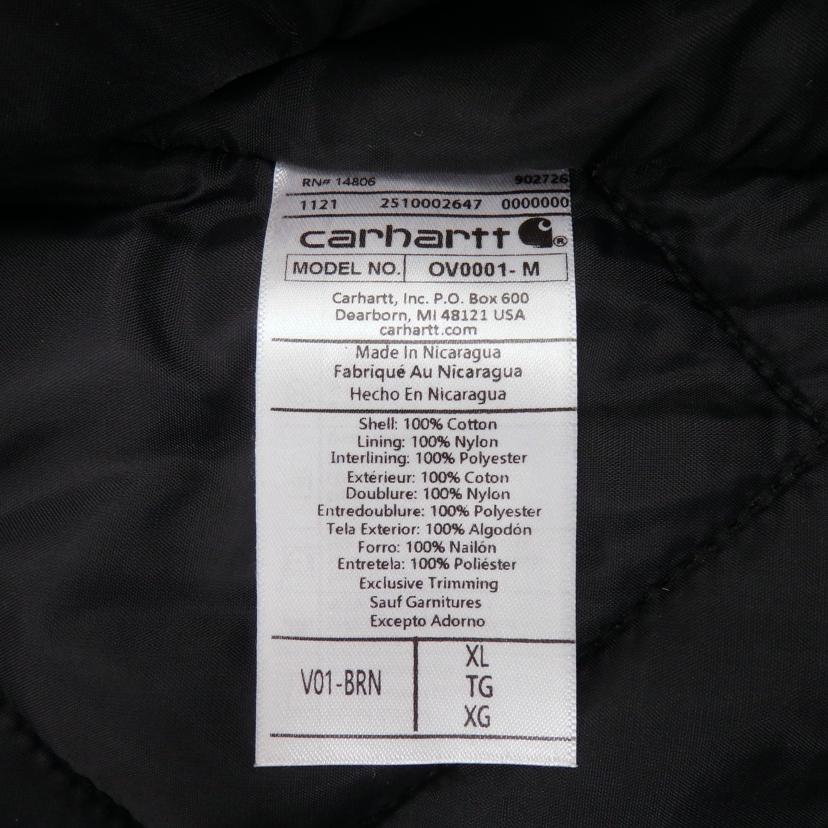 RN# 14806 902726
1121 2510002647 0000000
carhartt ®
MODEL NO. OV0001- M
Carhartt, Inc. P.O. Box 600
Dearborn, MI 48121 USA
carhartt.com
Made In Nicaragua
Fabriqué Au Nicaragua
Hecho En Nicaragua
Shell: 100% Cotton
Lining: 100% Nylon
Interlining: 100% Polyester
Extérieur: 100% Coton
Doublure: 100% Nylon
Entredoublure: 100% Polyester
Tela Exterior: 100% Algodón
Forro: 100% Nailón
Entretela: 100% Poliéster
Exclusive Trimming
Sauf Garnitures
Excepto Adorno
V01-BRN
XL
TG
XG